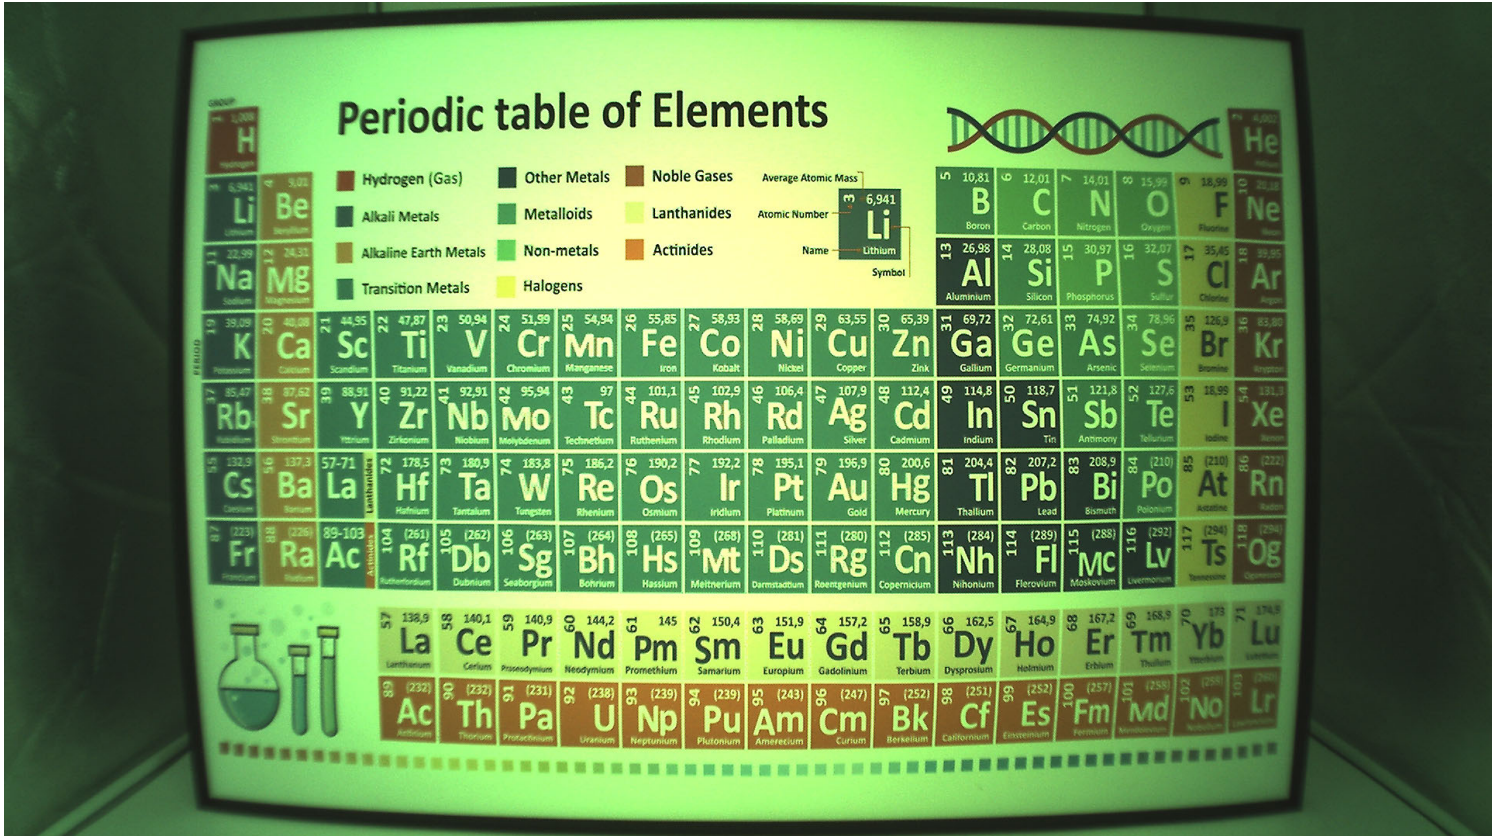 GROUP
Periodic table of Elements
Hydrogen (Gas)
Alkali Metals
Alkaline Earth Metals
Transition Metals
Other Metals
Metalloids
Non-metals
Halogens
Noble Gases
Lanthanides
Actinides
Average Atomic Mass
Atomic Number
Name
Symbol
3 6,941
Li
Lithium
1 1,008 2 4,002
H He
Hydrogen
3 6,941 4 9,01 5 10,81 6 12,01 7 14,01 8 15,99 9 18,99 10 20,18
Li Be B C N O F Ne
Lithium Beryllium Boron Carbon Nitrogen Oxygen Fluorine Neon
11 22,99 12 24,31 13 26,98 14 28,08 15 30,97 16 32,07 17 35,45 18 39,95
Na Mg Al Si P S Cl Ar
Sodium Magnesium Aluminium Silicon Phosphorus Sulfur Chlorine Argon
PERIOD
19 39,09 20 40,08 21 44,95 22 47,87 23 50,94 24 51,99 25 54,94 26 55,85 27 58,93 28 58,69 29 63,55 30 65,39 31 69,72 32 72,61 33 74,92 34 78,96 35 126,9 36 83,80
K Ca Sc Ti V Cr Mn Fe Co Ni Cu Zn Ga Ge As Se Br Kr
Potassium Calcium Scandium Titanium Vanadium Chromium Manganese Iron Kobalt Nickel Copper Zink Gallium Germanium Arsenic Selenium Bromine Krypton
37 85,47 38 87,62 39 88,91 40 91,22 41 92,91 42 95,94 43 97 44 101,1 45 102,9 46 106,4 47 107,9 48 112,4 49 114,8 50 118,7 51 121,8 52 127,6 53 18,99 54 131,3
Rb Sr Y Zr Nb Mo Tc Ru Rh Rd Ag Cd In Sn Sb Te I Xe
Rubidium Strontium Yttrium Zirkonium Niobium Molybdenum Technetium Ruthenium Rhodium Palladium Silver Cadmium Indium Tin Antimony Tellurium Iodine Xenon
55 132,9 56 137,3 57-71 72 178,5 73 180,9 74 183,8 75 186,2 76 190,2 77 192,2 78 195,1 79 196,9 80 200,6 81 204,4 82 207,2 83 208,9 84 (210) 85 (210) 86 (222)
Cs Ba La Lanthanides Hf Ta W Re Os Ir Pt Au Hg Tl Pb Bi Po At Rn
Caesium Barium Hafnium Tantalum Tungsten Rhenium Osmium Iridium Platinum Gold Mercury Thallium Lead Bismuth Polonium Astatine Radon
87 (223) 88 (226) 89-103 104 (261) 105 (262) 106 (263) 107 (264) 108 (265) 109 (268) 110 (281) 111 (280) 112 (285) 113 (284) 114 (289) 115 (288) 116 (292) 117 (294) 118 (294)
Fr Ra Ac Actinides Rf Db Sg Bh Hs Mt Ds Rg Cn Nh Fl Mc Lv Ts Og
Francium Radium Rutherfordium Dubnium Seaborgium Bohrium Hassium Meitnerium Darmstadtium Roentgenium Copernicium Nihonium Flerovium Moskovium Livermorium Tennessine
57 138,9 58 140,1 59 140,9 60 144,2 61 145 62 150,4 63 151,9 64 157,2 65 158,9 66 162,5 67 164,9 68 167,2 69 168,9 70 173 71 174,9
La Ce Pr Nd Pm Sm Eu Gd Tb Dy Ho Er Tm Yb Lu
Lanthanum Cerium Praseodymium Neodymium Promethium Samarium Europium Gadolinium Terbium Dysprosium Holmium Erbium Thulium Ytterbium Lutetium
89 (232) 90 (232) 91 (231) 92 (238) 93 (239) 94 (239) 95 (243) 96 (247) 97 (252) 98 (251) 99 (252) 100 (257) 101 (258) 102 (259) 103 (260)
Ac Th Pa U Np Pu Am Cm Bk Cf Es Fm Md No Lr
Actinium Thorium Protactinium Uranium Neptunium Plutonium Amerecium Curium Berkelium Californium Einsteinium Fermium